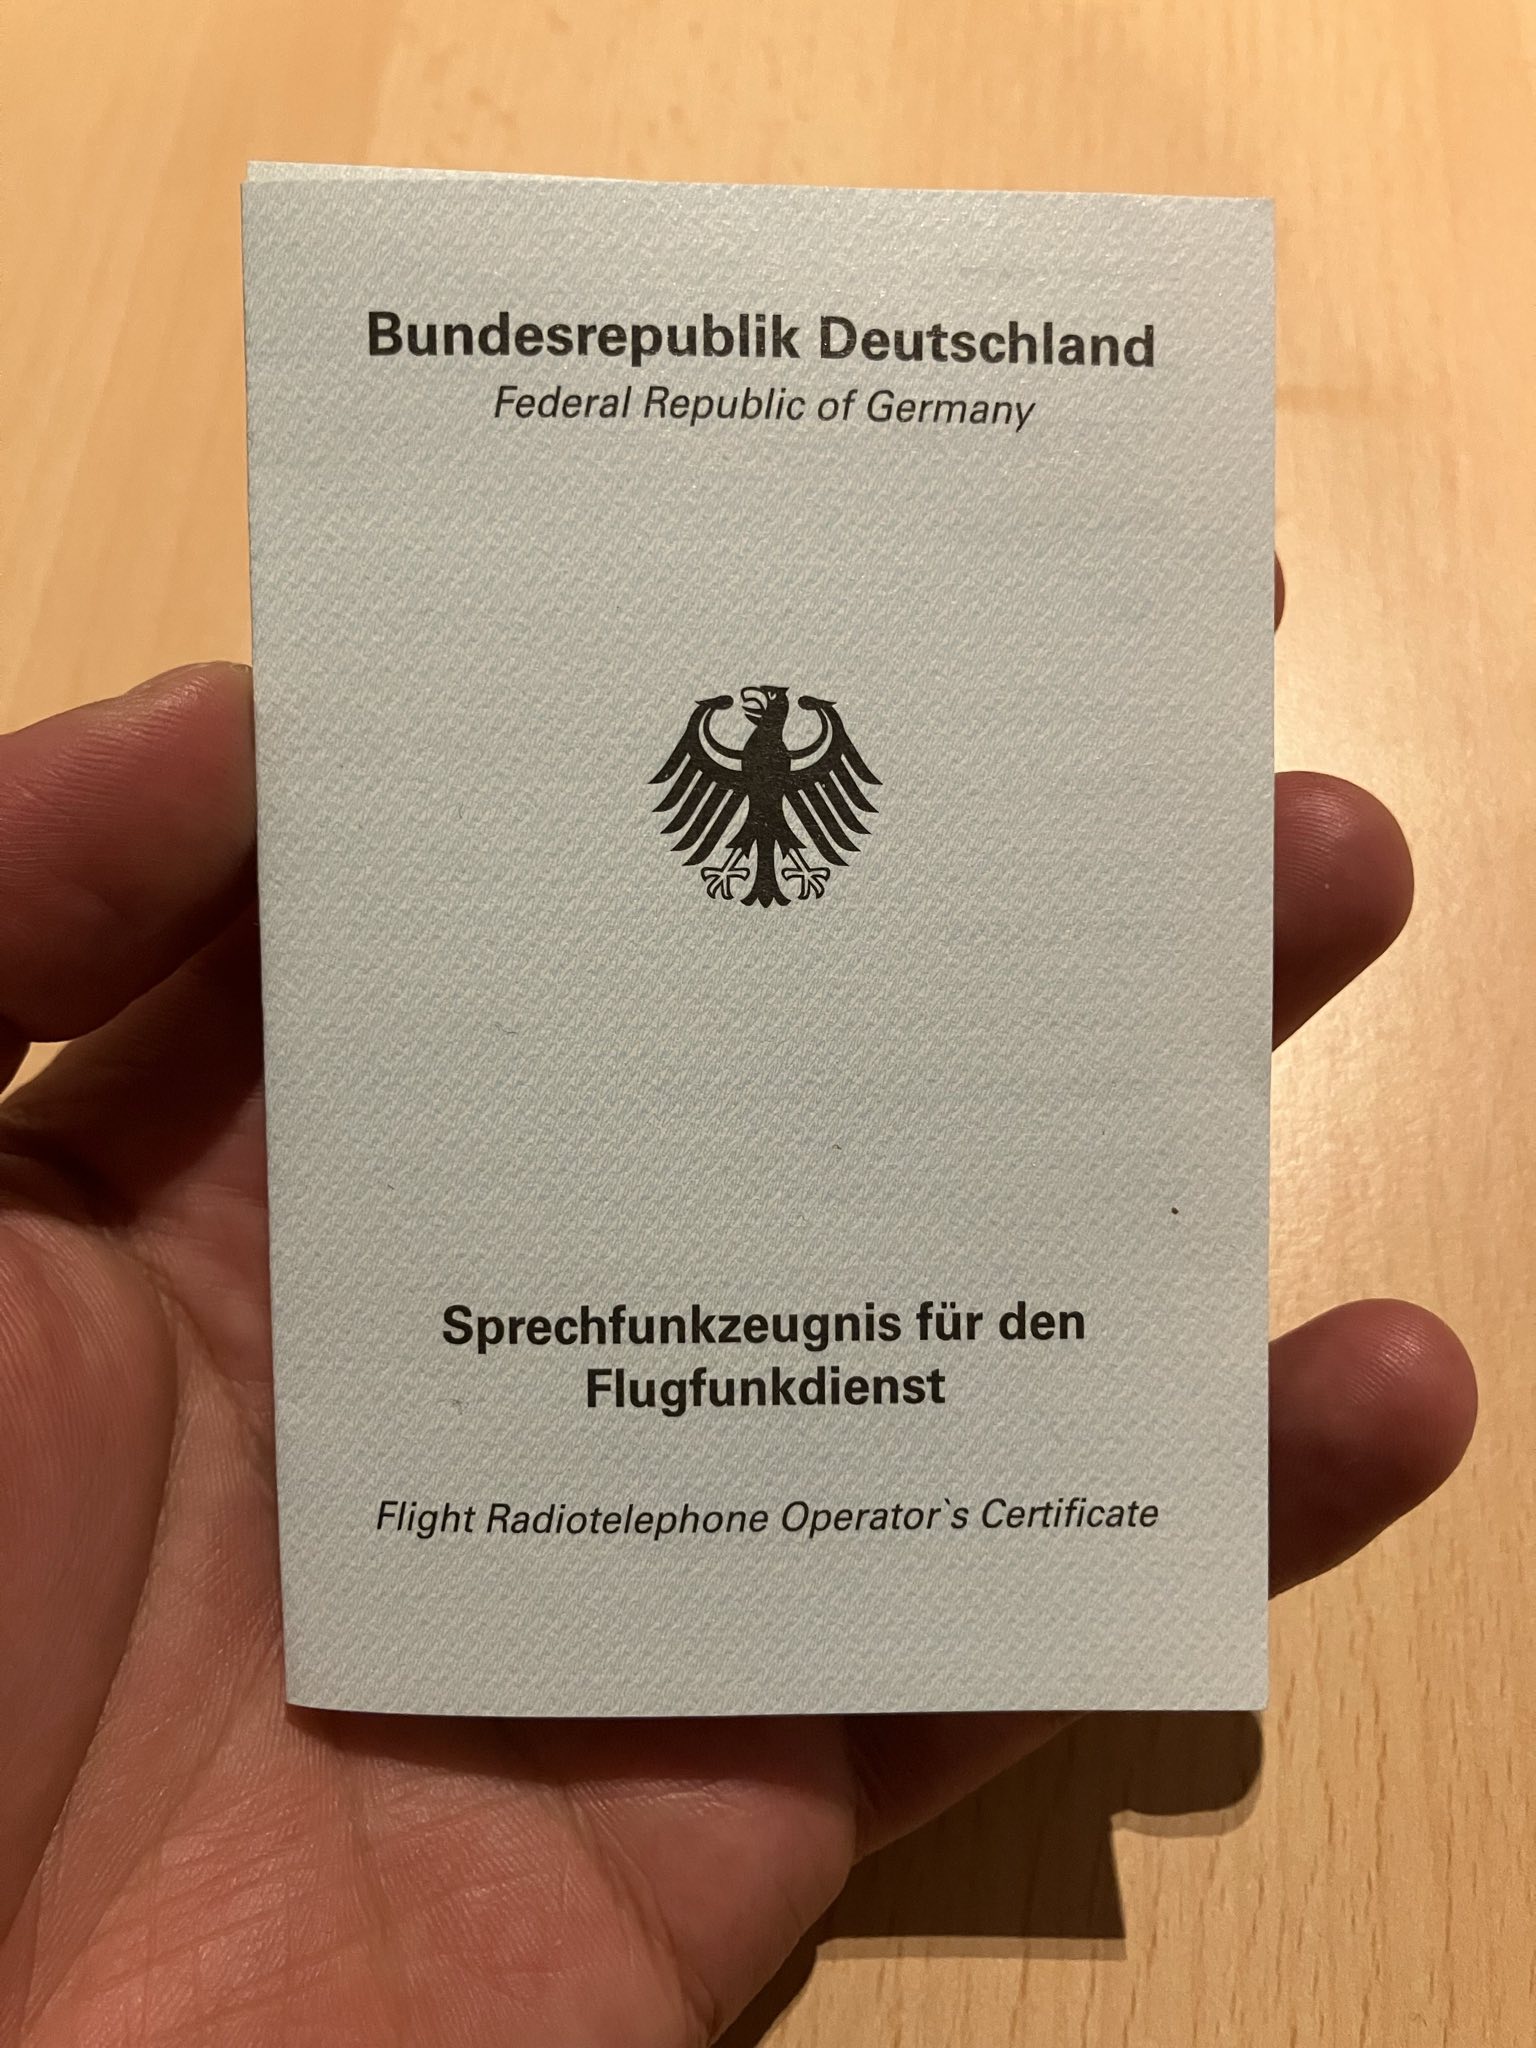 Bundesrepublik Deutschland
Federal Republic of Germany
Sprechfunkzeugnis für den
Flugfunkdienst
Flight Radiotelephone Operator`s Certificate